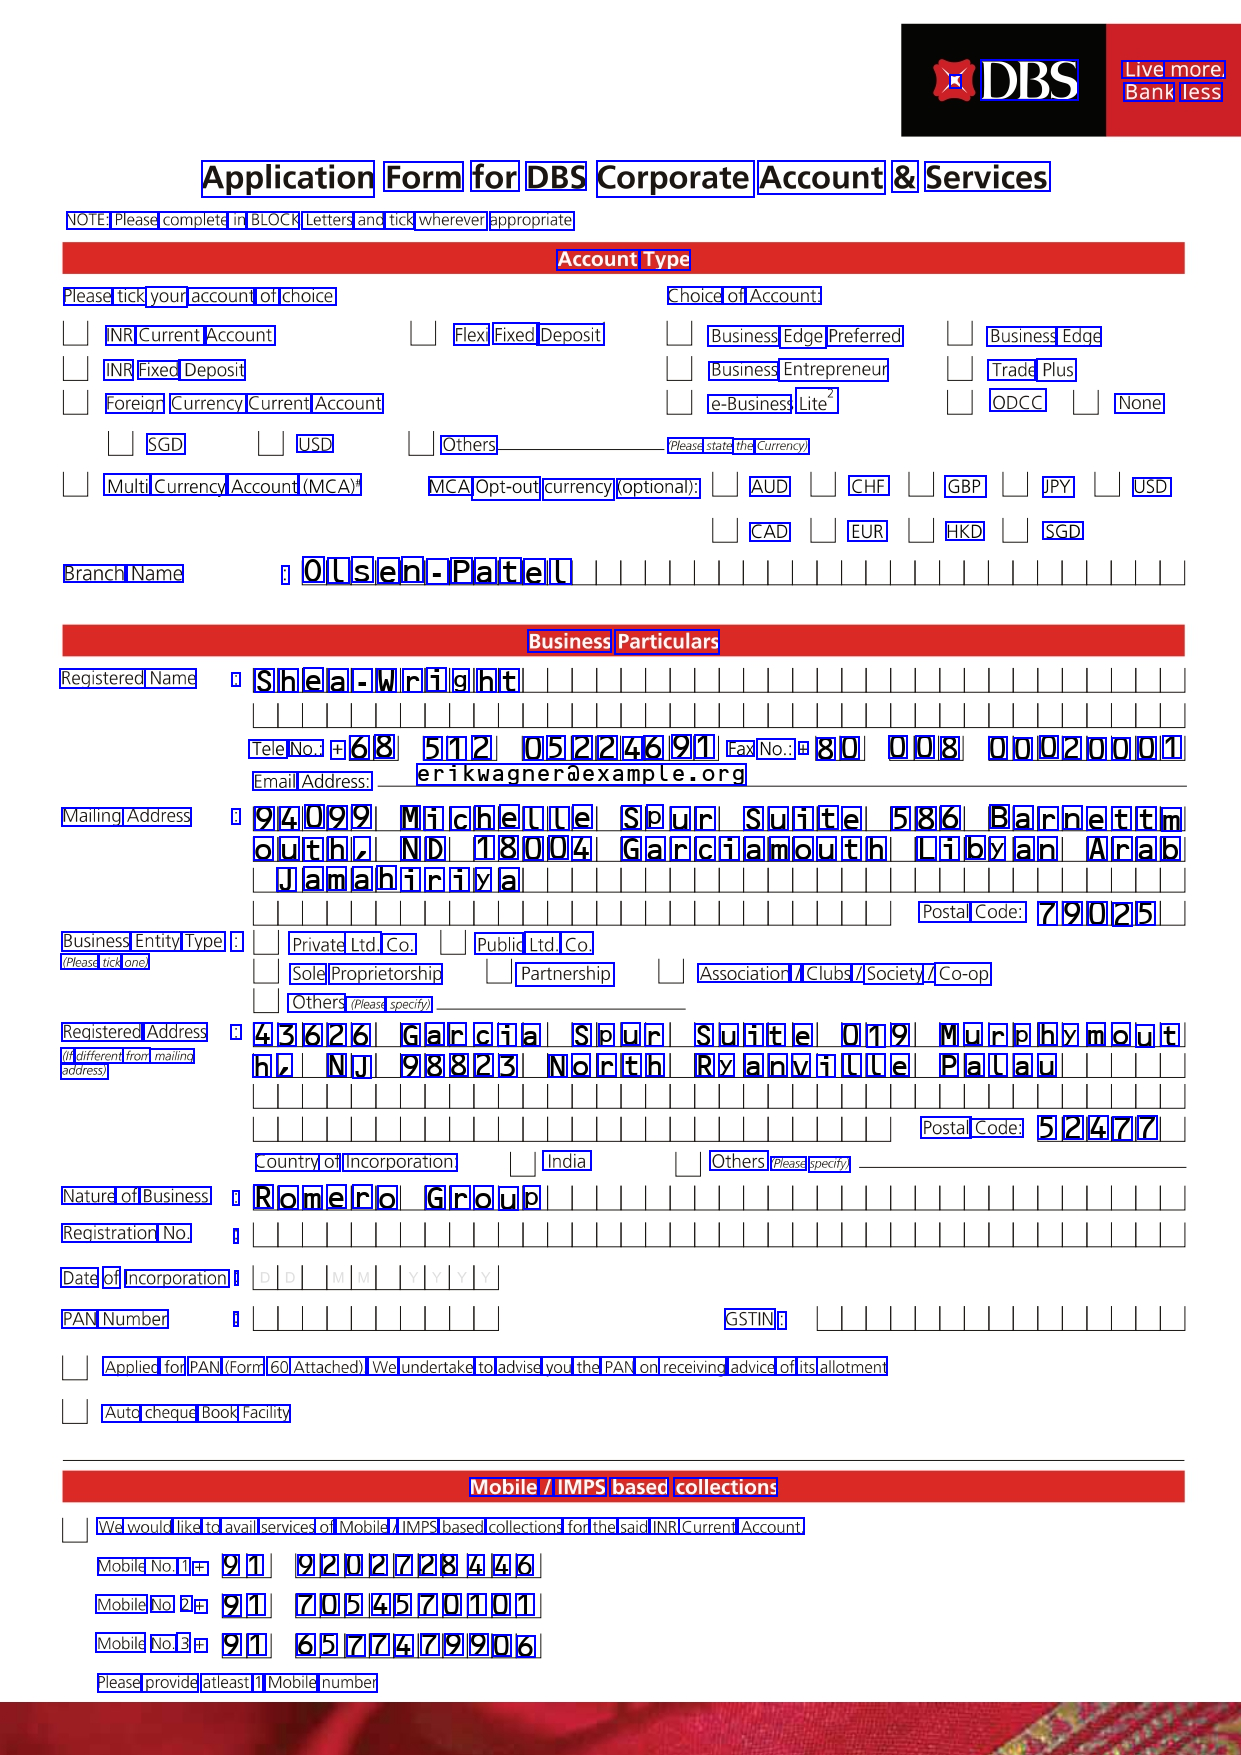 DBS
Live more,
Bank less
Application Form for DBS Corporate Account & Services
NOTE: Please complete in BLOCK Letters and tick wherever appropriate
Account Type
Please tick your account of choice Choice of Account:
INR Current Account Flexi Fixed Deposit Business Edge Preferred Business Edge
INR Fixed Deposit Business Entrepreneur Trade Plus
Foreign Currency Current Account e-Business Lite2 ODCC None
SGD USD Others (Please state the Currency)
Multi Currency Account (MCA)# MCA Opt-out currency (optional): AUD CHF GBP JPY USD
CAD EUR HKD SGD
Branch Name : Olsen-Patel
Business Particulars
Registered Name : Shea-Wright
Tele No.: + 68 512 05224691 Fax No.: + 80 008 00020001
Email Address: erikwagner@example.org
Mailing Address : 94099 Michelle Spur Suite 586 Barnettm
outh, ND 18004 Garciamouth Libyan Arab
Jamahiriya
Postal Code: 79025
Business Entity Type : Private Ltd. Co. Public Ltd. Co.
(Please tick one)
Sole Proprietorship Partnership Association / Clubs / Society / Co-op
Others (Please specify)
Registered Address : 43626 Garcia Spur Suite 019 Murphymout
(If different from mailing address) h, NJ 98823 North Ryanville Palau
Postal Code: 52477
Country of Incorporation: India Others (Please specify)
Nature of Business : Romero Group
Registration No. :
Date of Incorporation : D D M M Y Y Y Y
PAN Number : GSTIN :
Applied for PAN (Form 60 Attached). We undertake to advise you the PAN on receiving advice of its allotment
Auto cheque Book Facility
Mobile / IMPS based collections
We would like to avail services of Mobile / IMPS based collections for the said INR Current Account.
Mobile No. 1 + 91 9202728446
Mobile No. 2 + 91 7054570101
Mobile No. 3 + 91 6577479906
Please provide atleast 1 Mobile number